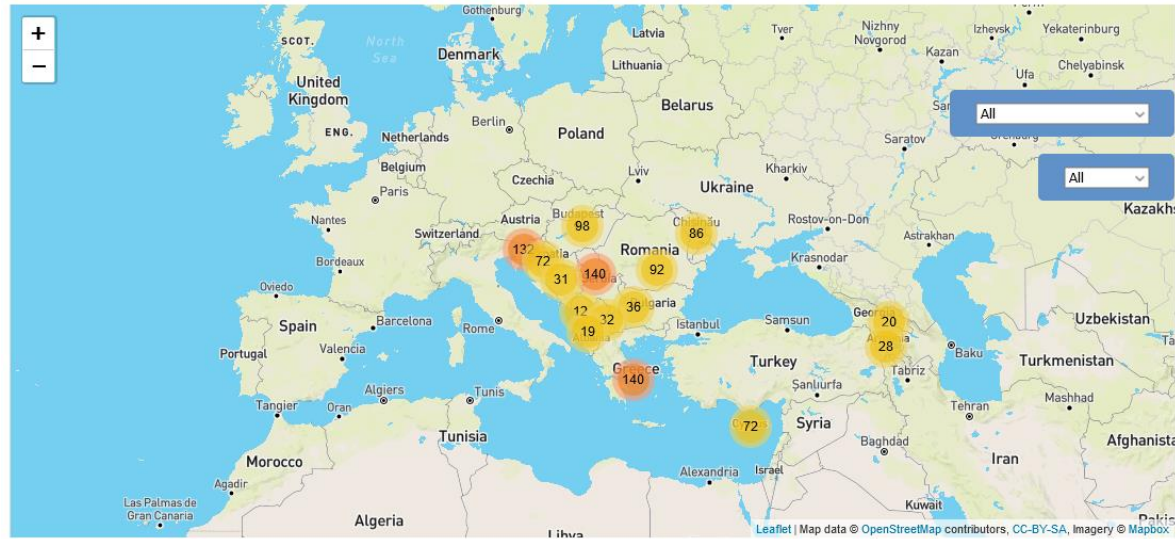 +
−
Gothenburg
SCOT.
North
Sea
Denmark
Latvia
Lithuania
Tver
Nizhny
Novgorod
Izhevsk
Yekaterinburg
Kazan
Chelyabinsk
Ufa
United
Kingdom
ENG.
Netherlands
Berlin
Poland
Belarus
All
Saratov
Belgium
Paris
Czechia
Lviv
Kharkiv
Ukraine
All
Kazakhs
Nantes
Switzerland
Austria
98
86
Rostov-on-Don
Astrakhan
Romania
132
72
31
140
92
Krasnodar
Bordeaux
Oviedo
Barcelona
Rome
12
32
19
36
Istanbul
Samsun
20
28
Baku
Uzbekistan
Turkmenistan
Spain
Portugal
Valencia
Greece
140
Turkey
Tabriz
Şanlıurfa
Algiers
Tunis
Tangier
Oran
72
Syria
Tehran
Mashhad
Tunisia
Baghdad
Afghanista
Morocco
Agadir
Alexandria
Israel
Iran
Las Palmas de
Gran Canaria
Algeria
Libya
Kuwait
Leaflet | Map data © OpenStreetMap contributors, CC-BY-SA, Imagery © Mapbox